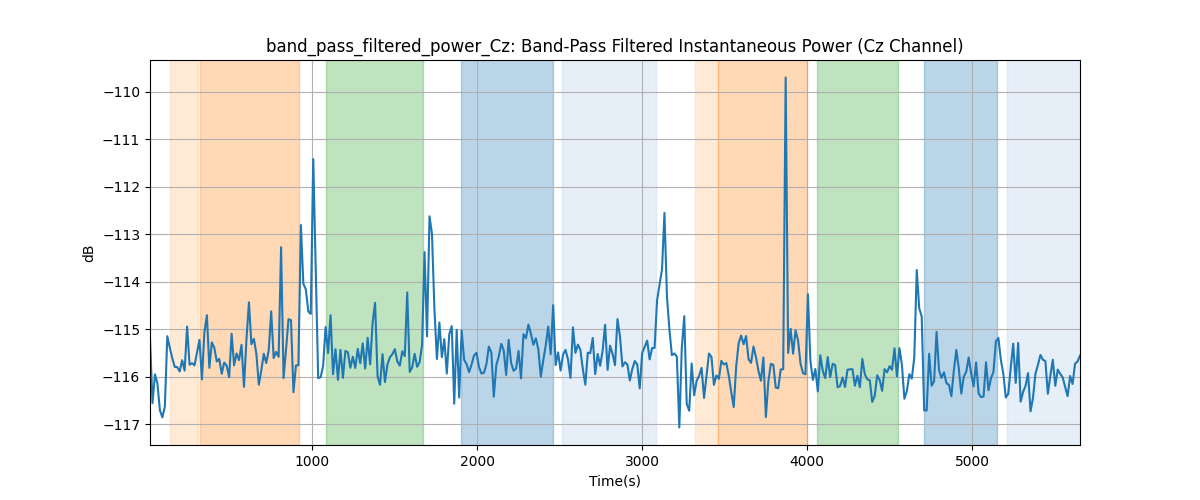 band_pass_filtered_power_Cz: Band-Pass Filtered Instantaneous Power (Cz Channel)
dB
−110
−111
−112
−113
−114
−115
−116
−117
1000 2000 3000 4000 5000
Time(s)